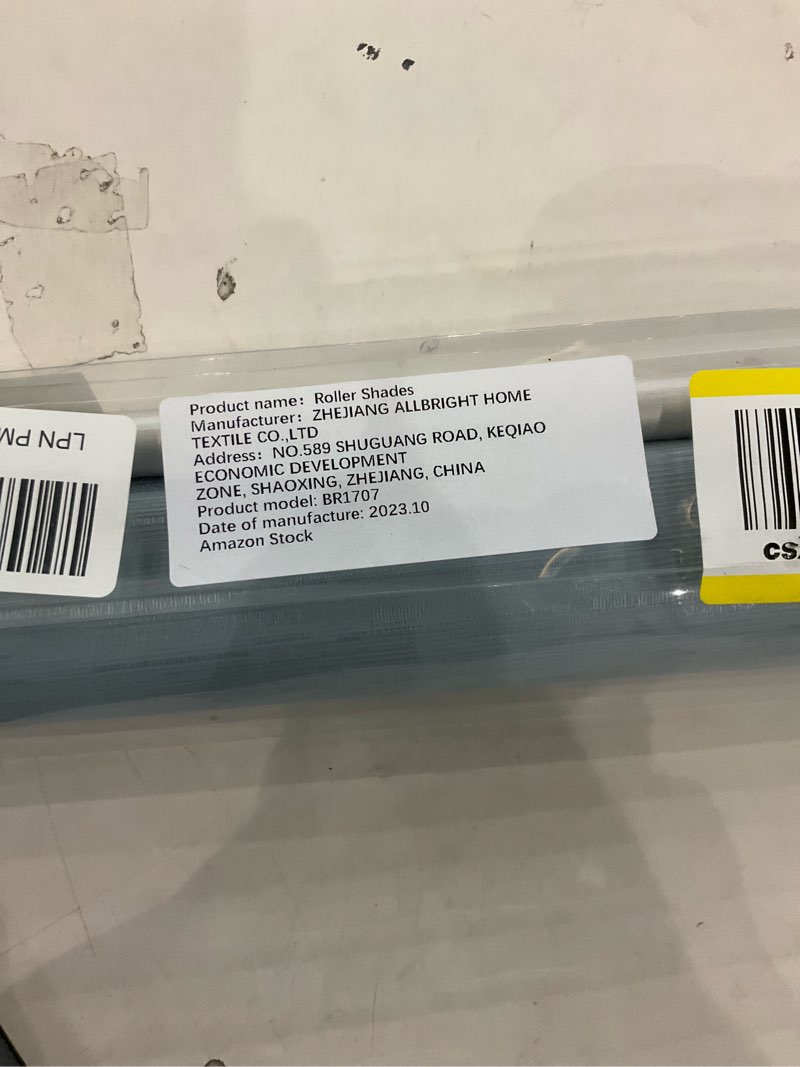 Product name: Roller Shades
Manufacturer: ZHEJIANG ALLBRIGHT HOME
TEXTILE CO.,LTD
Address: NO.589 SHUGUANG ROAD, KEQIAO
ECONOMIC DEVELOPMENT
ZONE, SHAOXING, ZHEJIANG, CHINA
Product model: BR1707
Date of manufacture: 2023.10
Amazon Stock
LPN PM